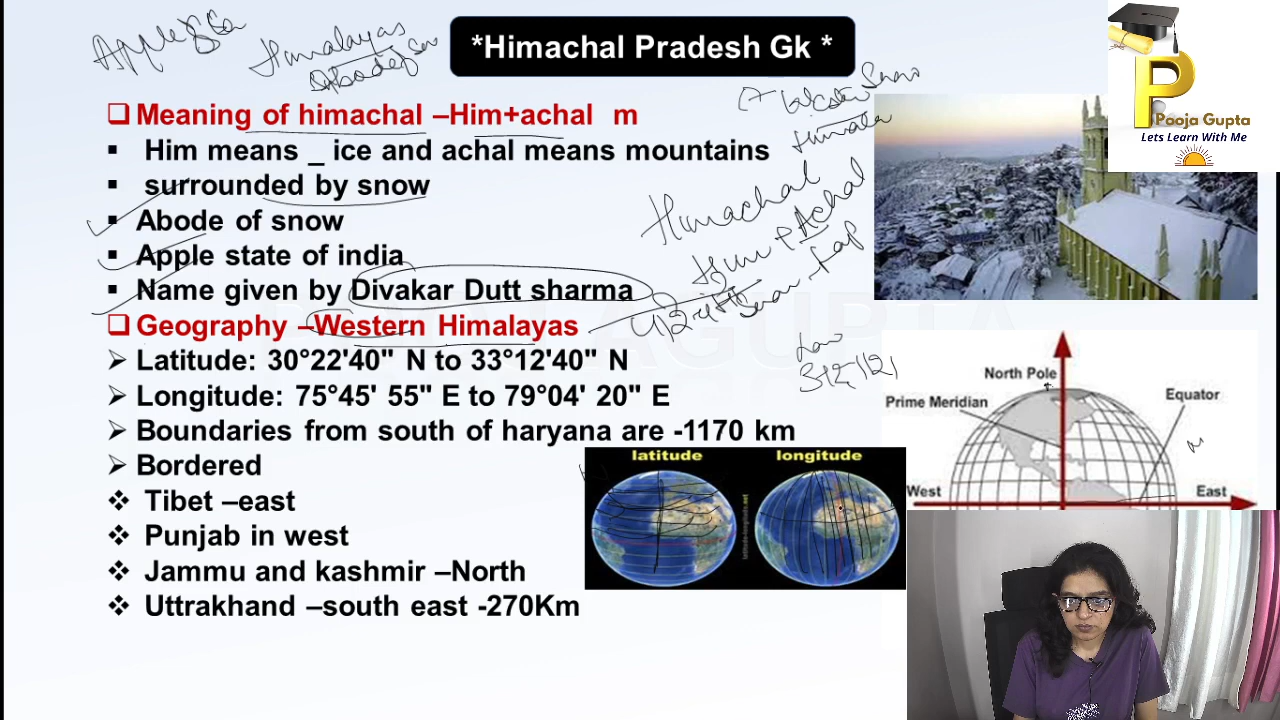 *Himachal Pradesh Gk *
Pooja Gupta
Lets Learn With Me
Himalayas
❑ Meaning of himachal –Him+achal m
▪ Him means _ ice and achal means mountains
▪ surrounded by snow
▪ Abode of snow
▪ Apple state of india
▪ Name given by Divakar Dutt sharma
Himachal
Achal
❑ Geography –Western Himalayas
➢ Latitude: 30°22'40" N to 33°12'40" N
➢ Longitude: 75°45' 55" E to 79°04' 20" E
➢ Boundaries from south of haryana are -1170 km
➢ Bordered
❖ Tibet –east
❖ Punjab in west
❖ Jammu and kashmir –North
❖ Uttrakhand –south east -270Km
latitude
longitude
North Pole
Prime Meridian
Equator
West
East